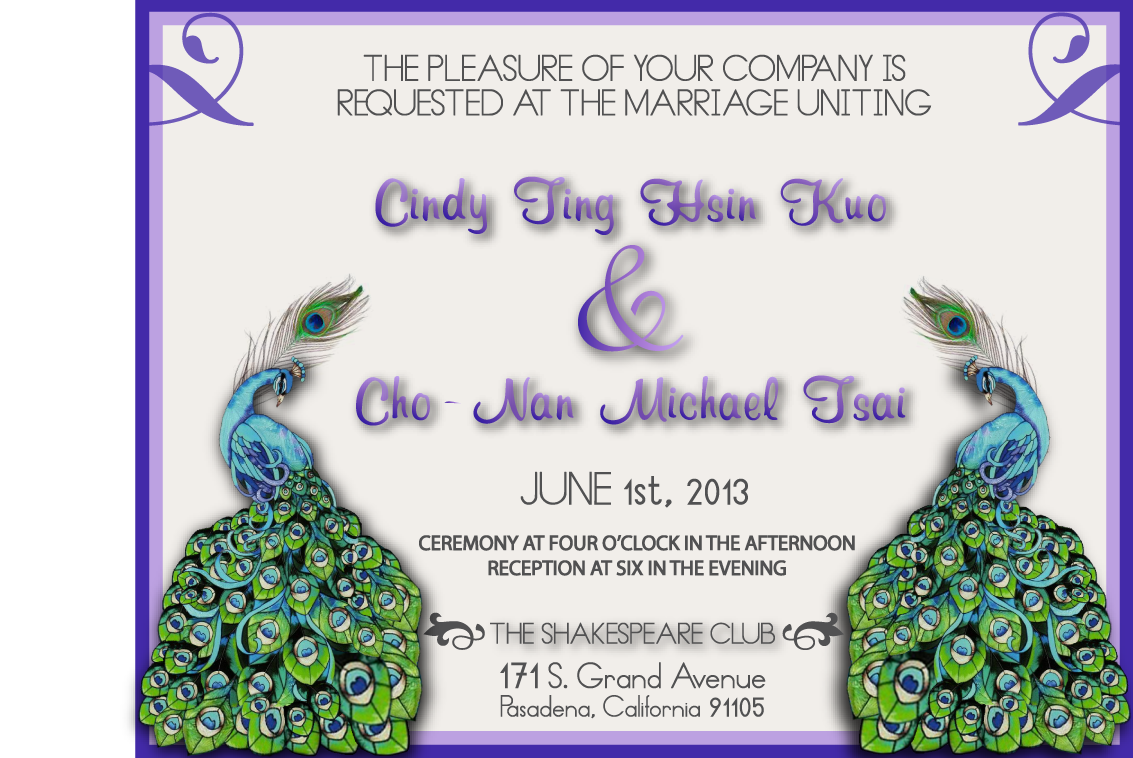 THE PLEASURE OF YOUR COMPANY IS
REQUESTED AT THE MARRIAGE UNITING
Cindy Ting Hsin Kuo
&
Cho - Nan Michael Tsai
JUNE 1st, 2013
CEREMONY AT FOUR O'CLOCK IN THE AFTERNOON
RECEPTION AT SIX IN THE EVENING
THE SHAKESPEARE CLUB
171 S. Grand Avenue
Pasadena, California 91105